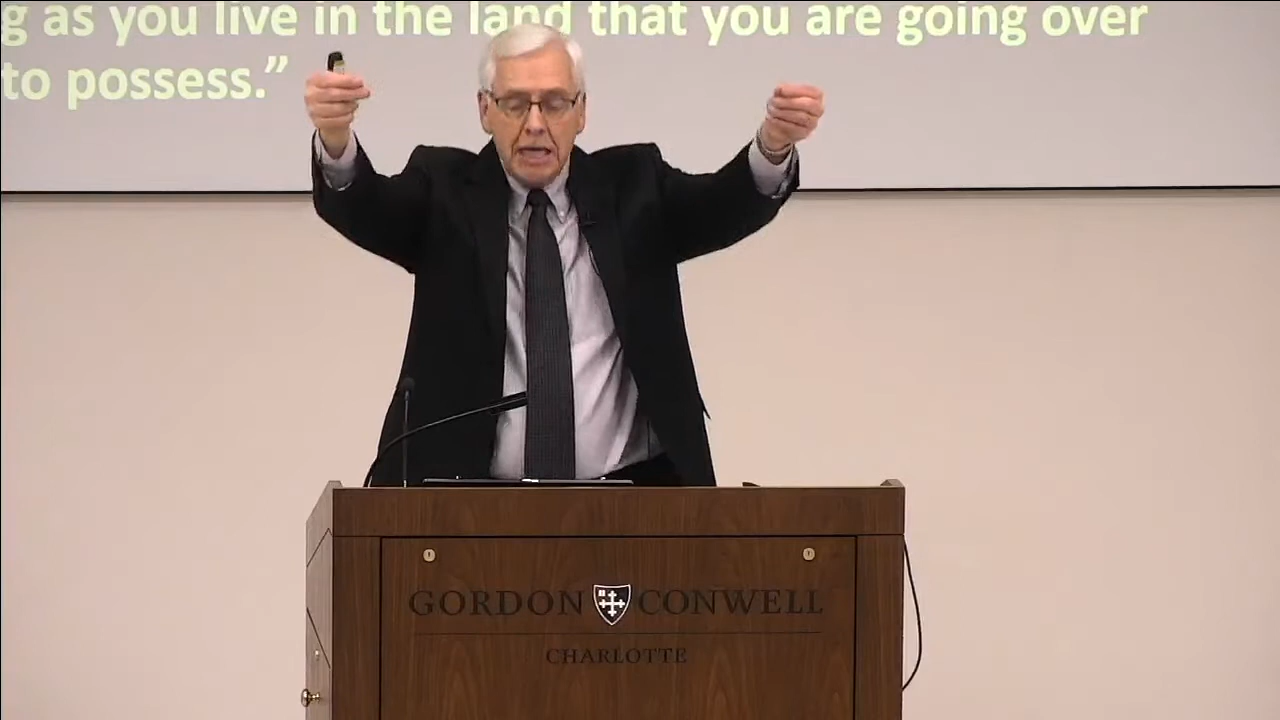 g as you live in the land that you are going over
to possess.”
GORDON CONWELL
CHARLOTTE